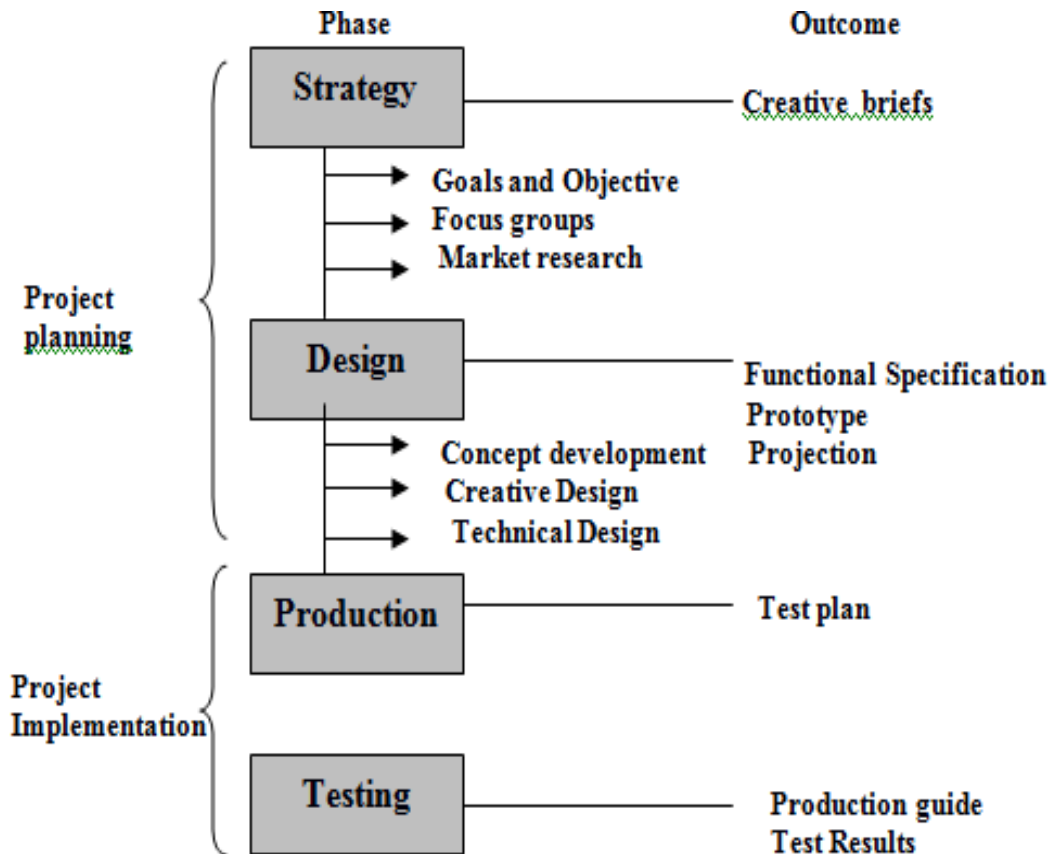 Phase
Outcome
Strategy
Creative briefs
Goals and Objective
Focus groups
Market research
Project
planning
Design
Functional Specification
Prototype
Projection
Concept development
Creative Design
Technical Design
Production
Test plan
Project
Implementation
Testing
Production guide
Test Results